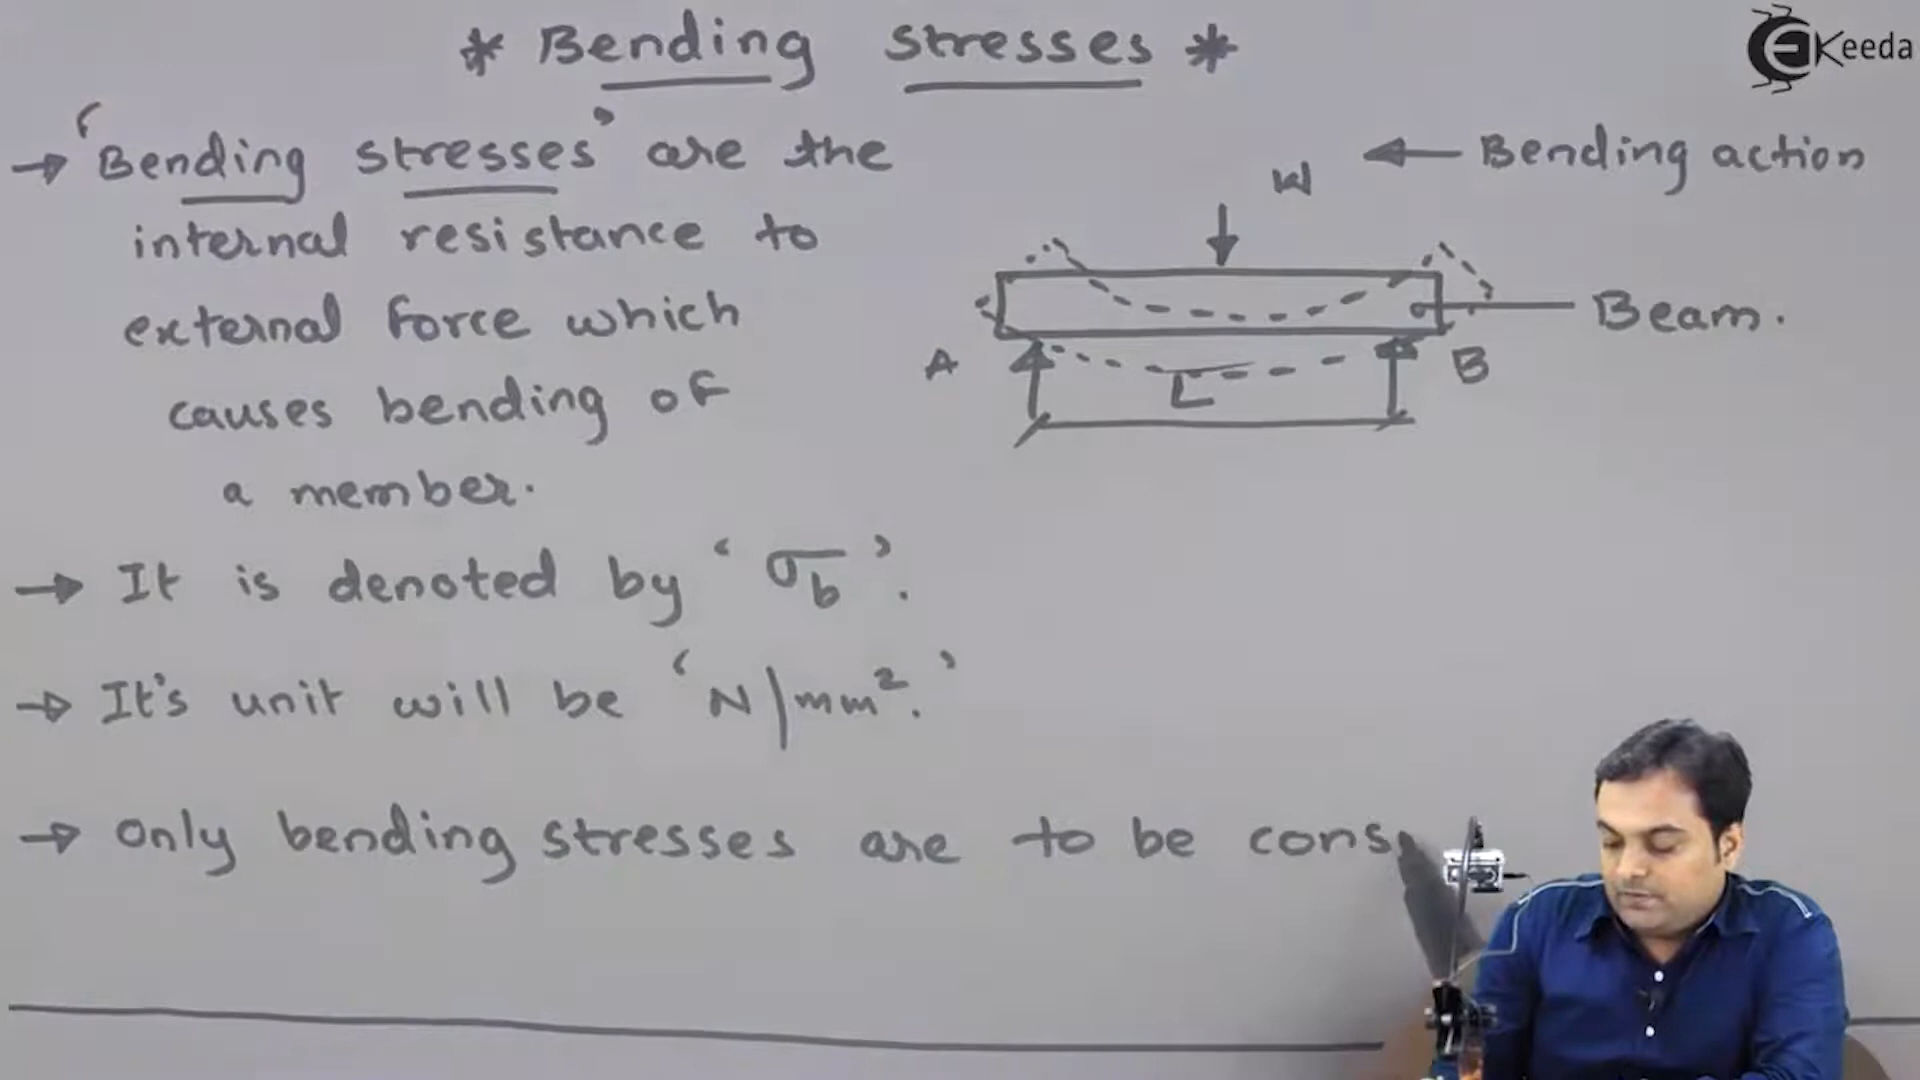 * Bending stresses *
Ekeeda
→ 'Bending stresses' are the
internal resistance to
external force which
causes bending of
a member.
→ It is denoted by 'σb'.
→ It's unit will be 'N/mm².'
→ Only bending stresses are to be cons
← Bending action
W
Beam.
A
B
L